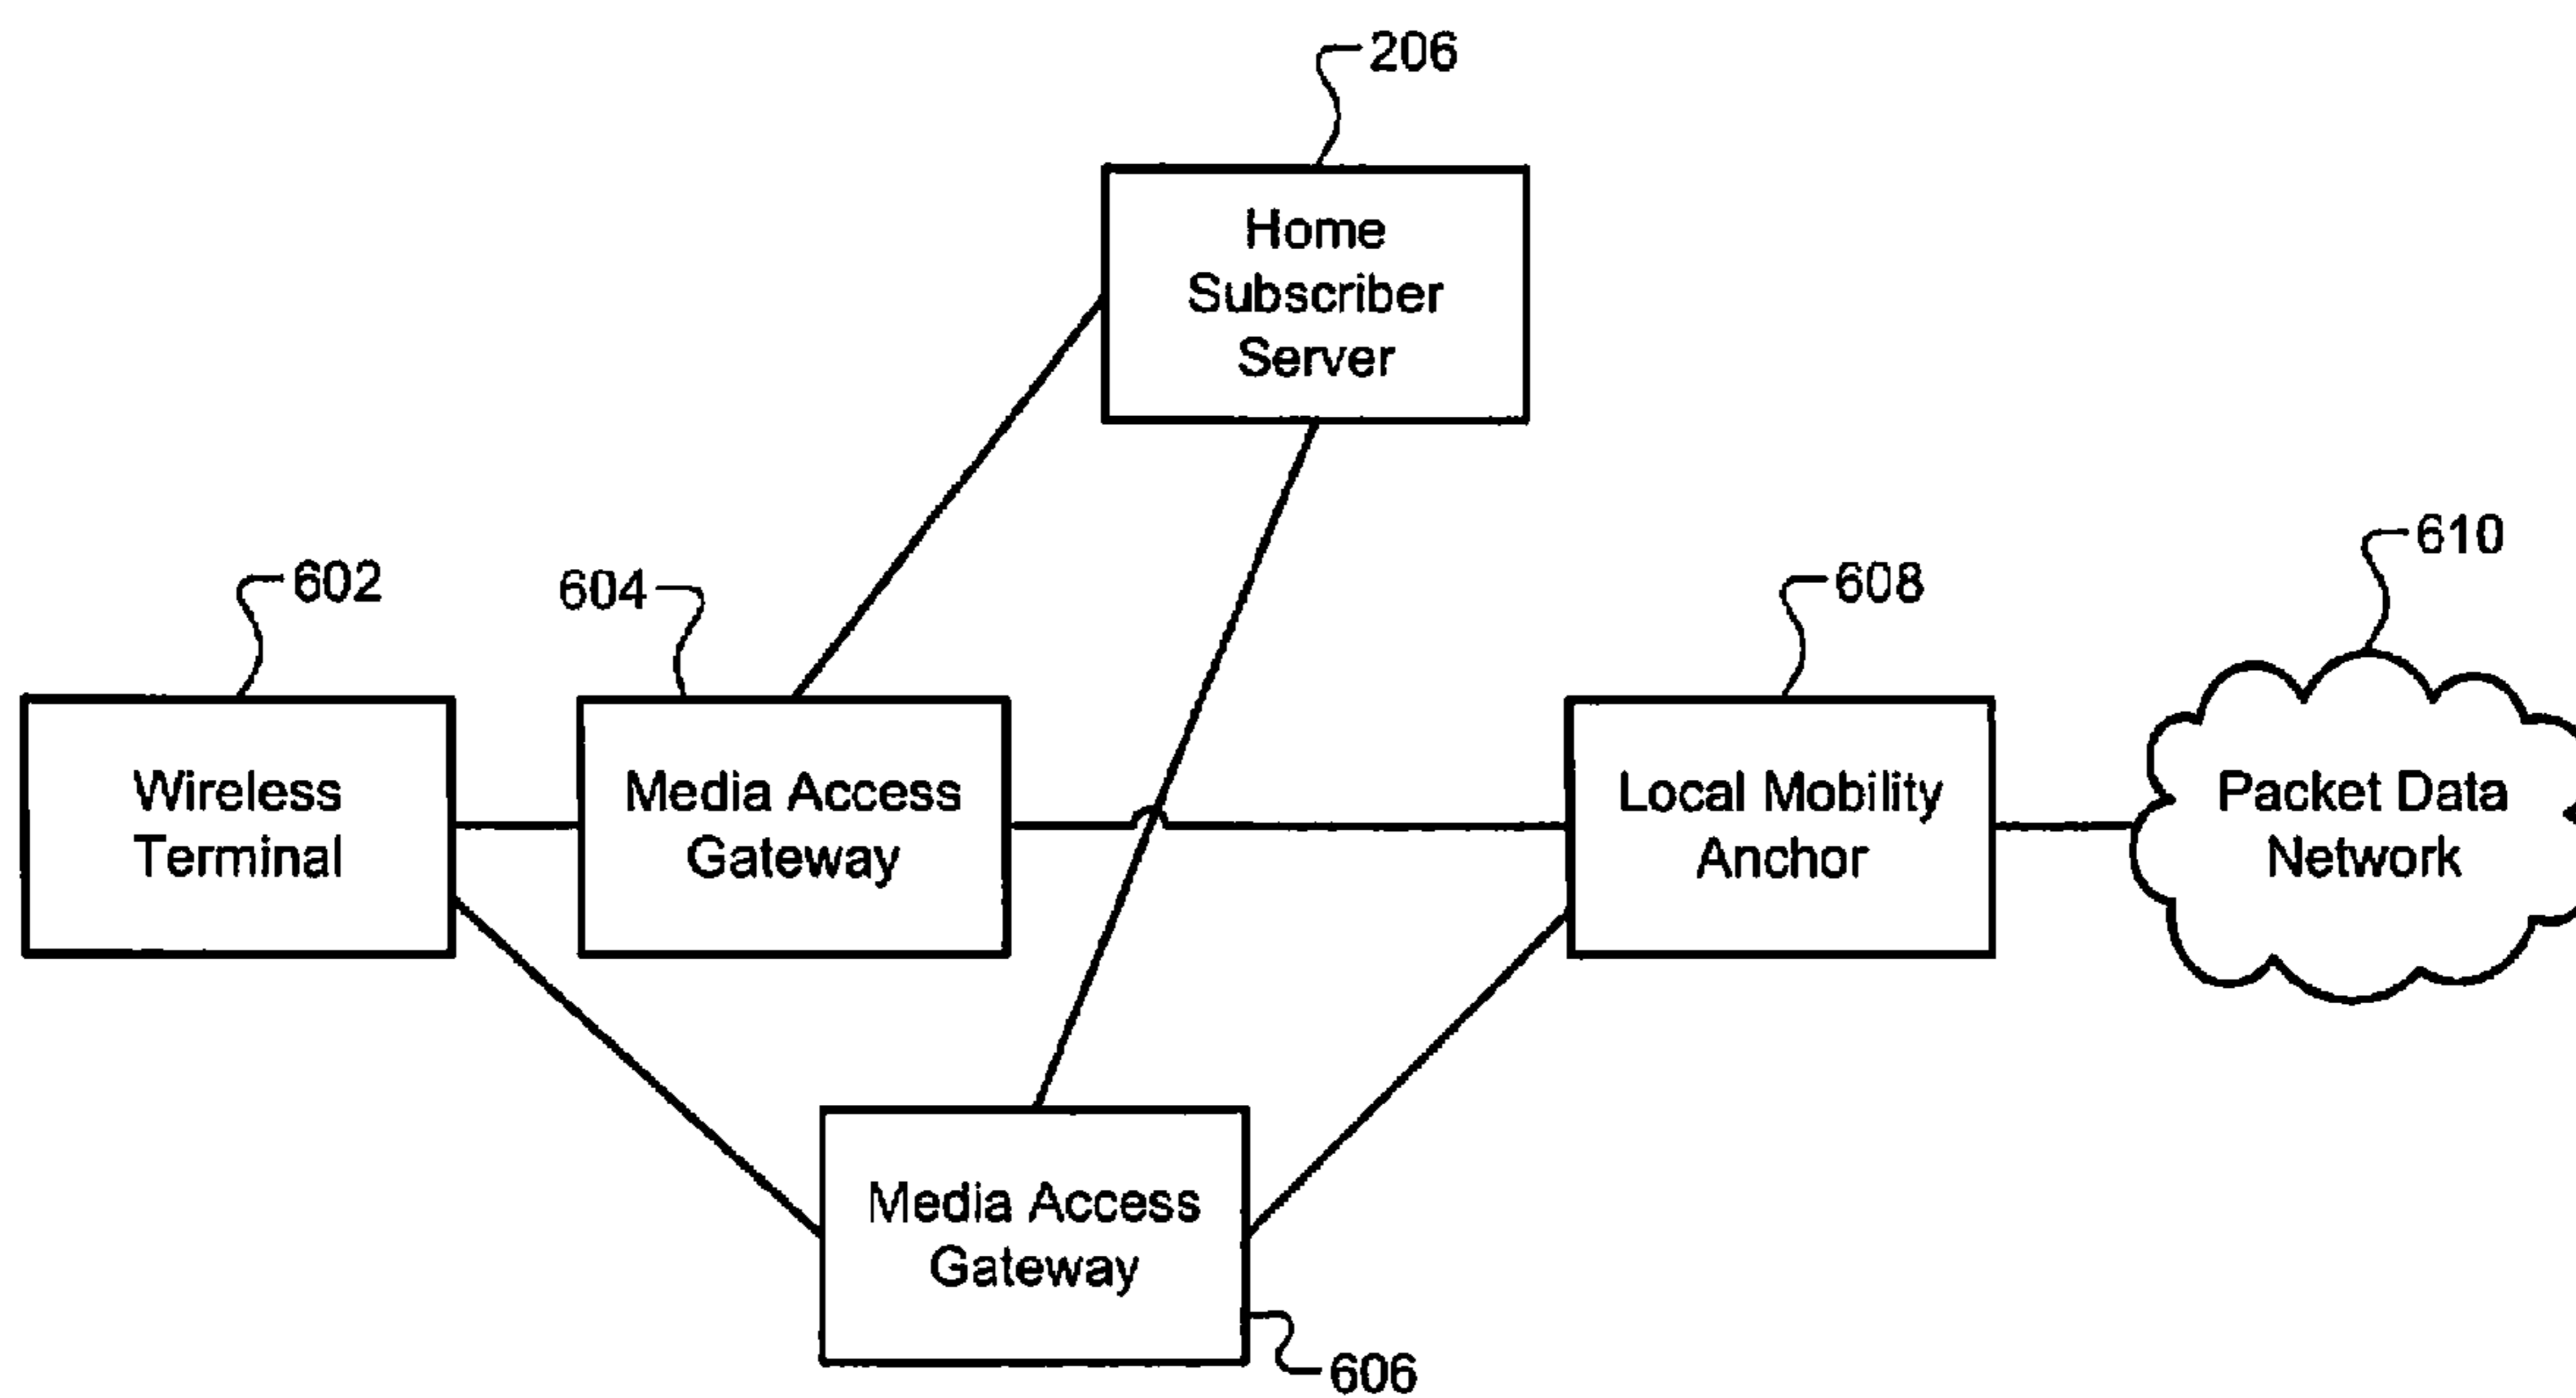 206
Home
Subscriber
Server
602
604
608
610
Wireless
Terminal
Media Access
Gateway
Local Mobility
Anchor
Packet Data
Network
Media Access
Gateway
606